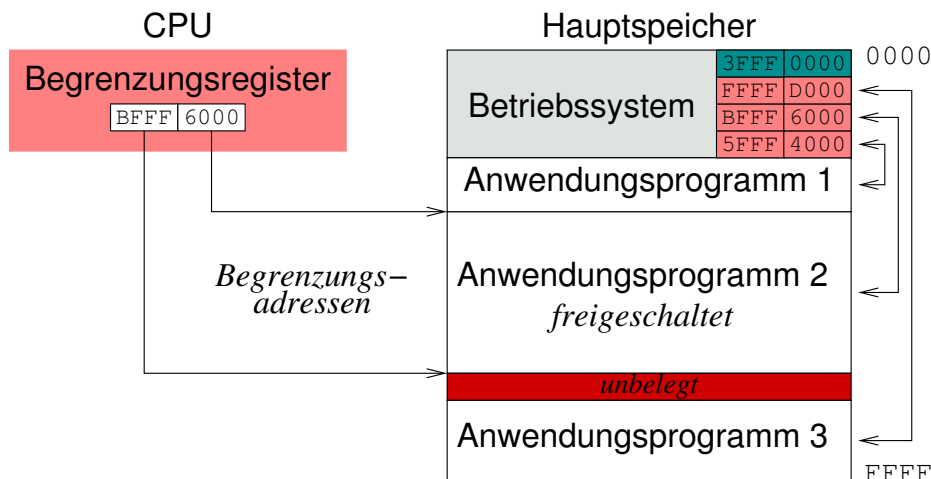 CPU
Hauptspeicher
Begrenzungsregister
BFFF 6000
Betriebssystem
3FFF 0000
FFFF D000
BFFF 6000
5FFF 4000
0000
Anwendungsprogramm 1
Begrenzungs-
adressen
Anwendungsprogramm 2
freigeschaltet
unbelegt
Anwendungsprogramm 3
FFFF